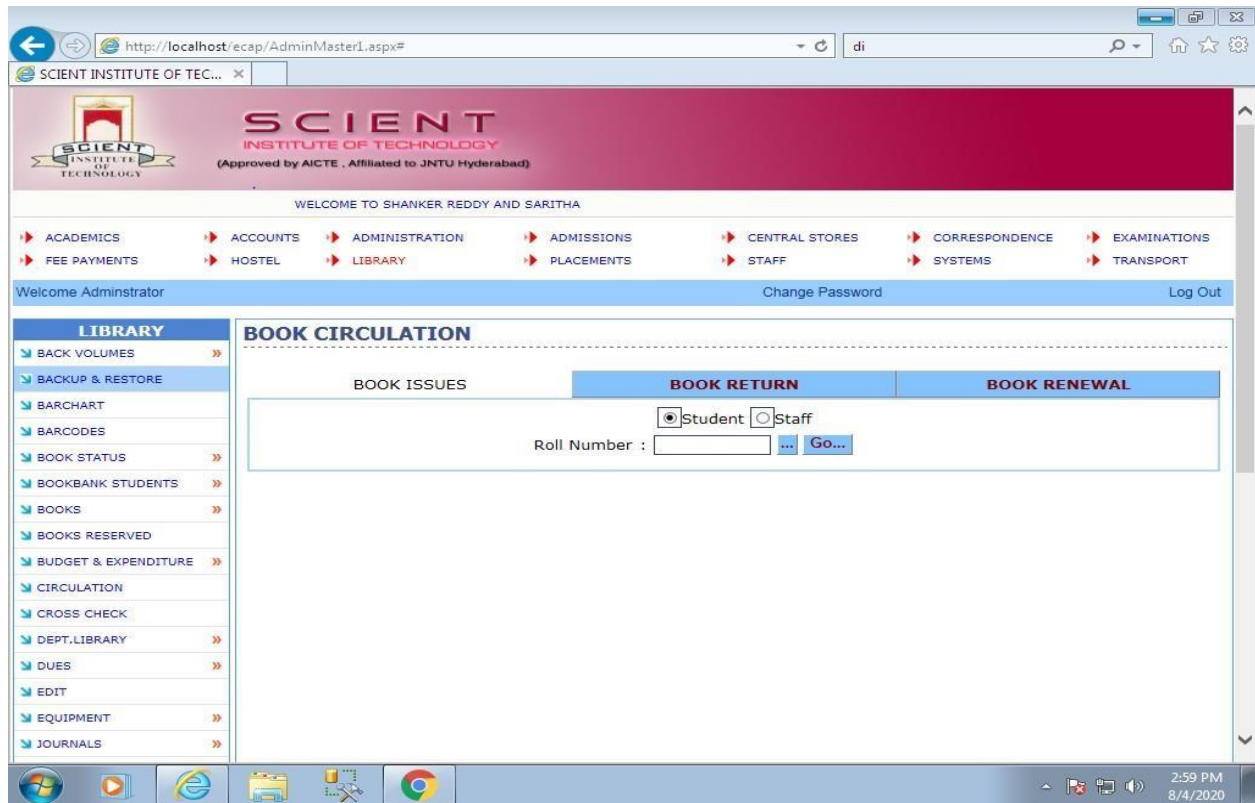 http://localhost/ecap/AdminMaster1.aspx#
di
SCIENT INSTITUTE OF TEC...
SCIENT
INSTITUTE
OF
TECHNOLOGY
SCIENT
INSTITUTE OF TECHNOLOGY
(Approved by AICTE , Affiliated to JNTU Hyderabad)
WELCOME TO SHANKER REDDY AND SARITHA
ACADEMICS ACCOUNTS ADMINISTRATION ADMISSIONS CENTRAL STORES CORRESPONDENCE EXAMINATIONS
FEE PAYMENTS HOSTEL LIBRARY PLACEMENTS STAFF SYSTEMS TRANSPORT
Welcome Adminstrator Change Password Log Out
LIBRARY
BACK VOLUMES
BACKUP & RESTORE
BARCHART
BARCODES
BOOK STATUS
BOOKBANK STUDENTS
BOOKS
BOOKS RESERVED
BUDGET & EXPENDITURE
CIRCULATION
CROSS CHECK
DEPT.LIBRARY
DUES
EDIT
EQUIPMENT
JOURNALS
BOOK CIRCULATION
BOOK ISSUES BOOK RETURN BOOK RENEWAL
Student Staff
Roll Number : ... Go...
2:59 PM
8/4/2020